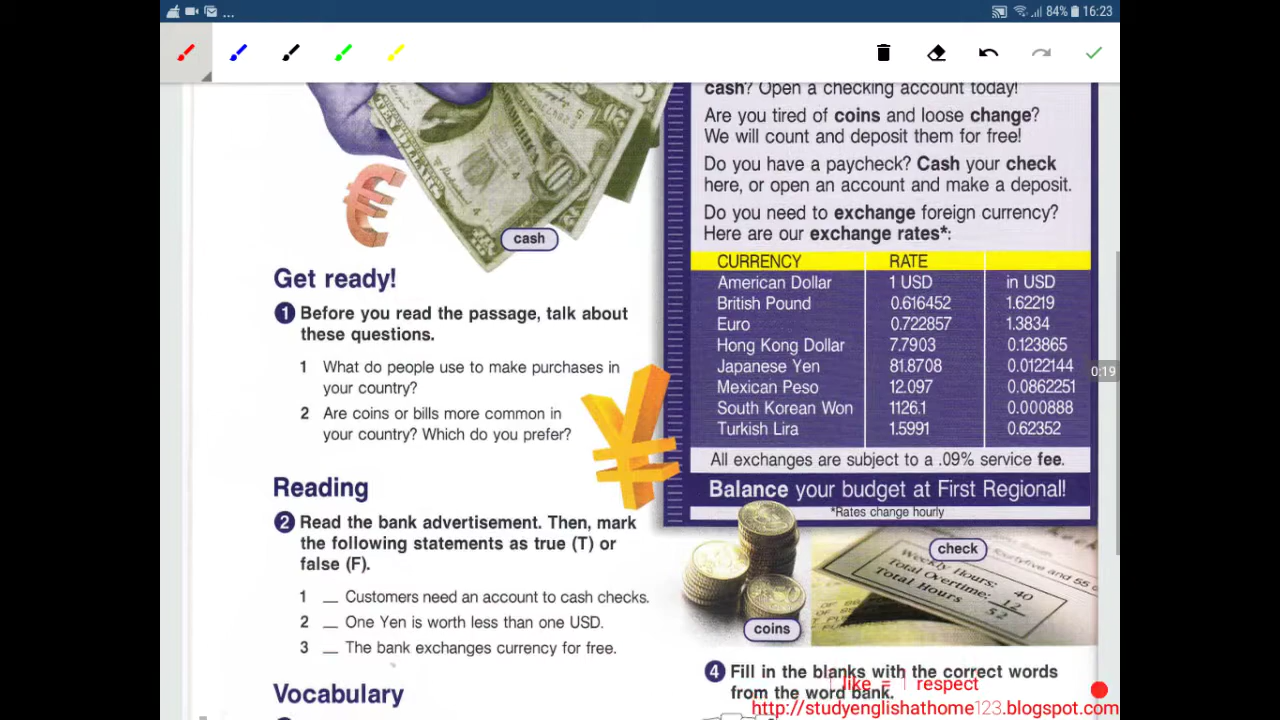 ...
84%
16:23
cash? Open a checking account today!
Are you tired of coins and loose change?
We will count and deposit them for free!
Do you have a paycheck? Cash your check
here, or open an account and make a deposit.
Do you need to exchange foreign currency?
Here are our exchange rates*:
CURRENCY RATE
American Dollar 1 USD in USD
British Pound 0.616452 1.62219
Euro 0.722857 1.3834
Hong Kong Dollar 7.7903 0.123865
Japanese Yen 81.8708 0.0122144
Mexican Peso 12.097 0.0862251
South Korean Won 1126.1 0.000888
Turkish Lira 1.5991 0.62352
All exchanges are subject to a .09% service fee.
Balance your budget at First Regional!
*Rates change hourly
cash
Get ready!
1 Before you read the passage, talk about
these questions.
1 What do people use to make purchases in
your country?
2 Are coins or bills more common in
your country? Which do you prefer?
Reading
2 Read the bank advertisement. Then, mark
the following statements as true (T) or
false (F).
1 _ Customers need an account to cash checks.
2 _ One Yen is worth less than one USD.
3 _ The bank exchanges currency for free.
Vocabulary
check
Weekly Hours: 40
Total Overtime: 12
Total Hours 52
coins
4 Fill in the blanks with the correct words
from the word bank.
1 like = 1 respect
http://studyenglishathome123.blogspot.com
0:19